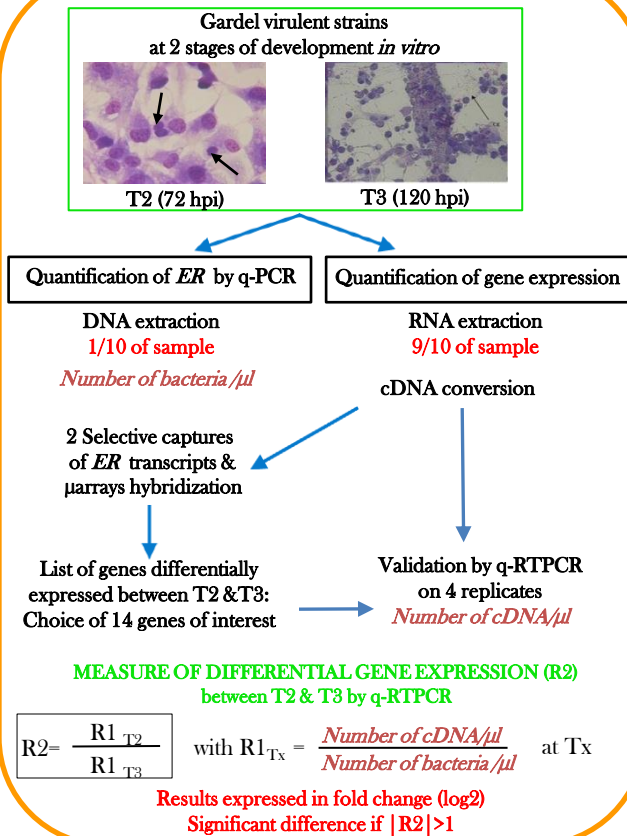 Gardel virulent strains
at 2 stages of development in vitro
T2 (72 hpi)
T3 (120 hpi)
Quantification of ER by q-PCR
Quantification of gene expression
DNA extraction
1/10 of sample
Number of bacteria/µl
RNA extraction
9/10 of sample
cDNA conversion
2 Selective captures
of ER transcripts &
µarrays hybridization
List of genes differentially
expressed between T2 &T3:
Choice of 14 genes of interest
Validation by q-RTPCR
on 4 replicates
Number of cDNA/µl
MEASURE OF DIFFERENTIAL GENE EXPRESSION (R2)
between T2 & T3 by q-RTPCR
R2= R1 T2 / R1 T3 with R1Tx = Number of cDNA/µl / Number of bacteria/µl at Tx
Results expressed in fold change (log2)
Significant difference if |R2|>1